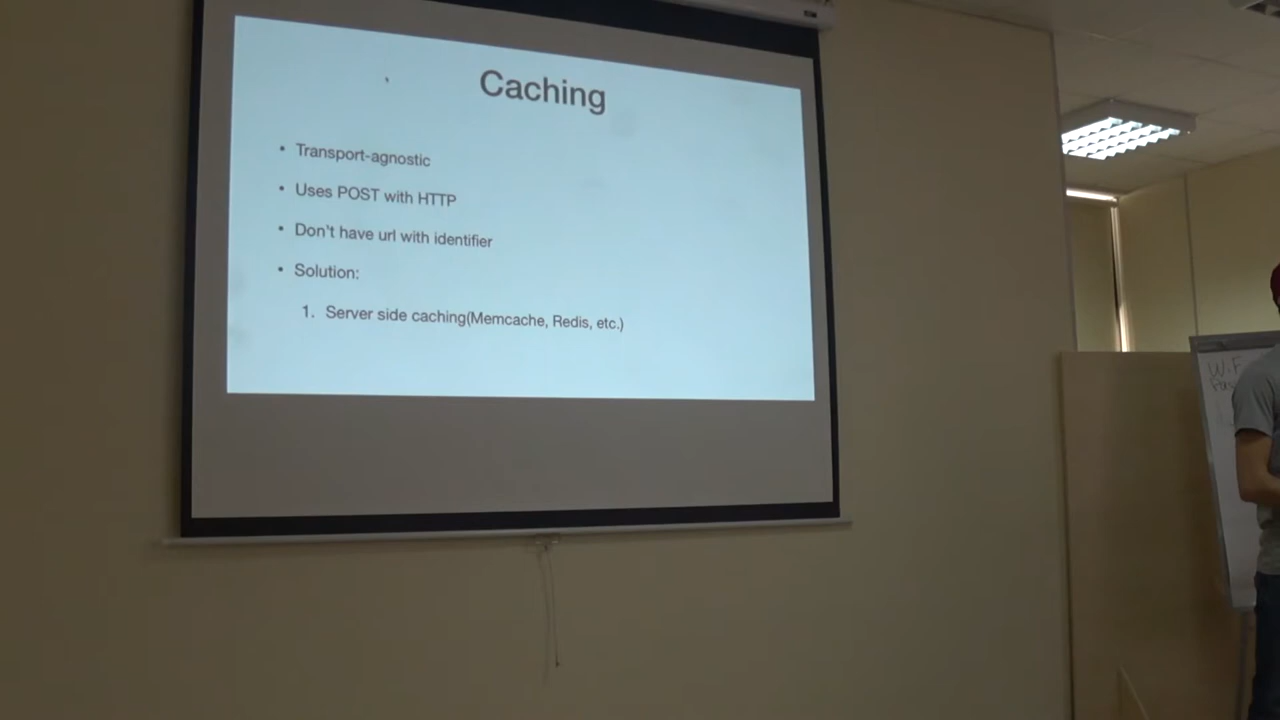 Caching
• Transport-agnostic
• Uses POST with HTTP
• Don't have url with identifier
• Solution:
1. Server side caching(Memcache, Redis, etc.)